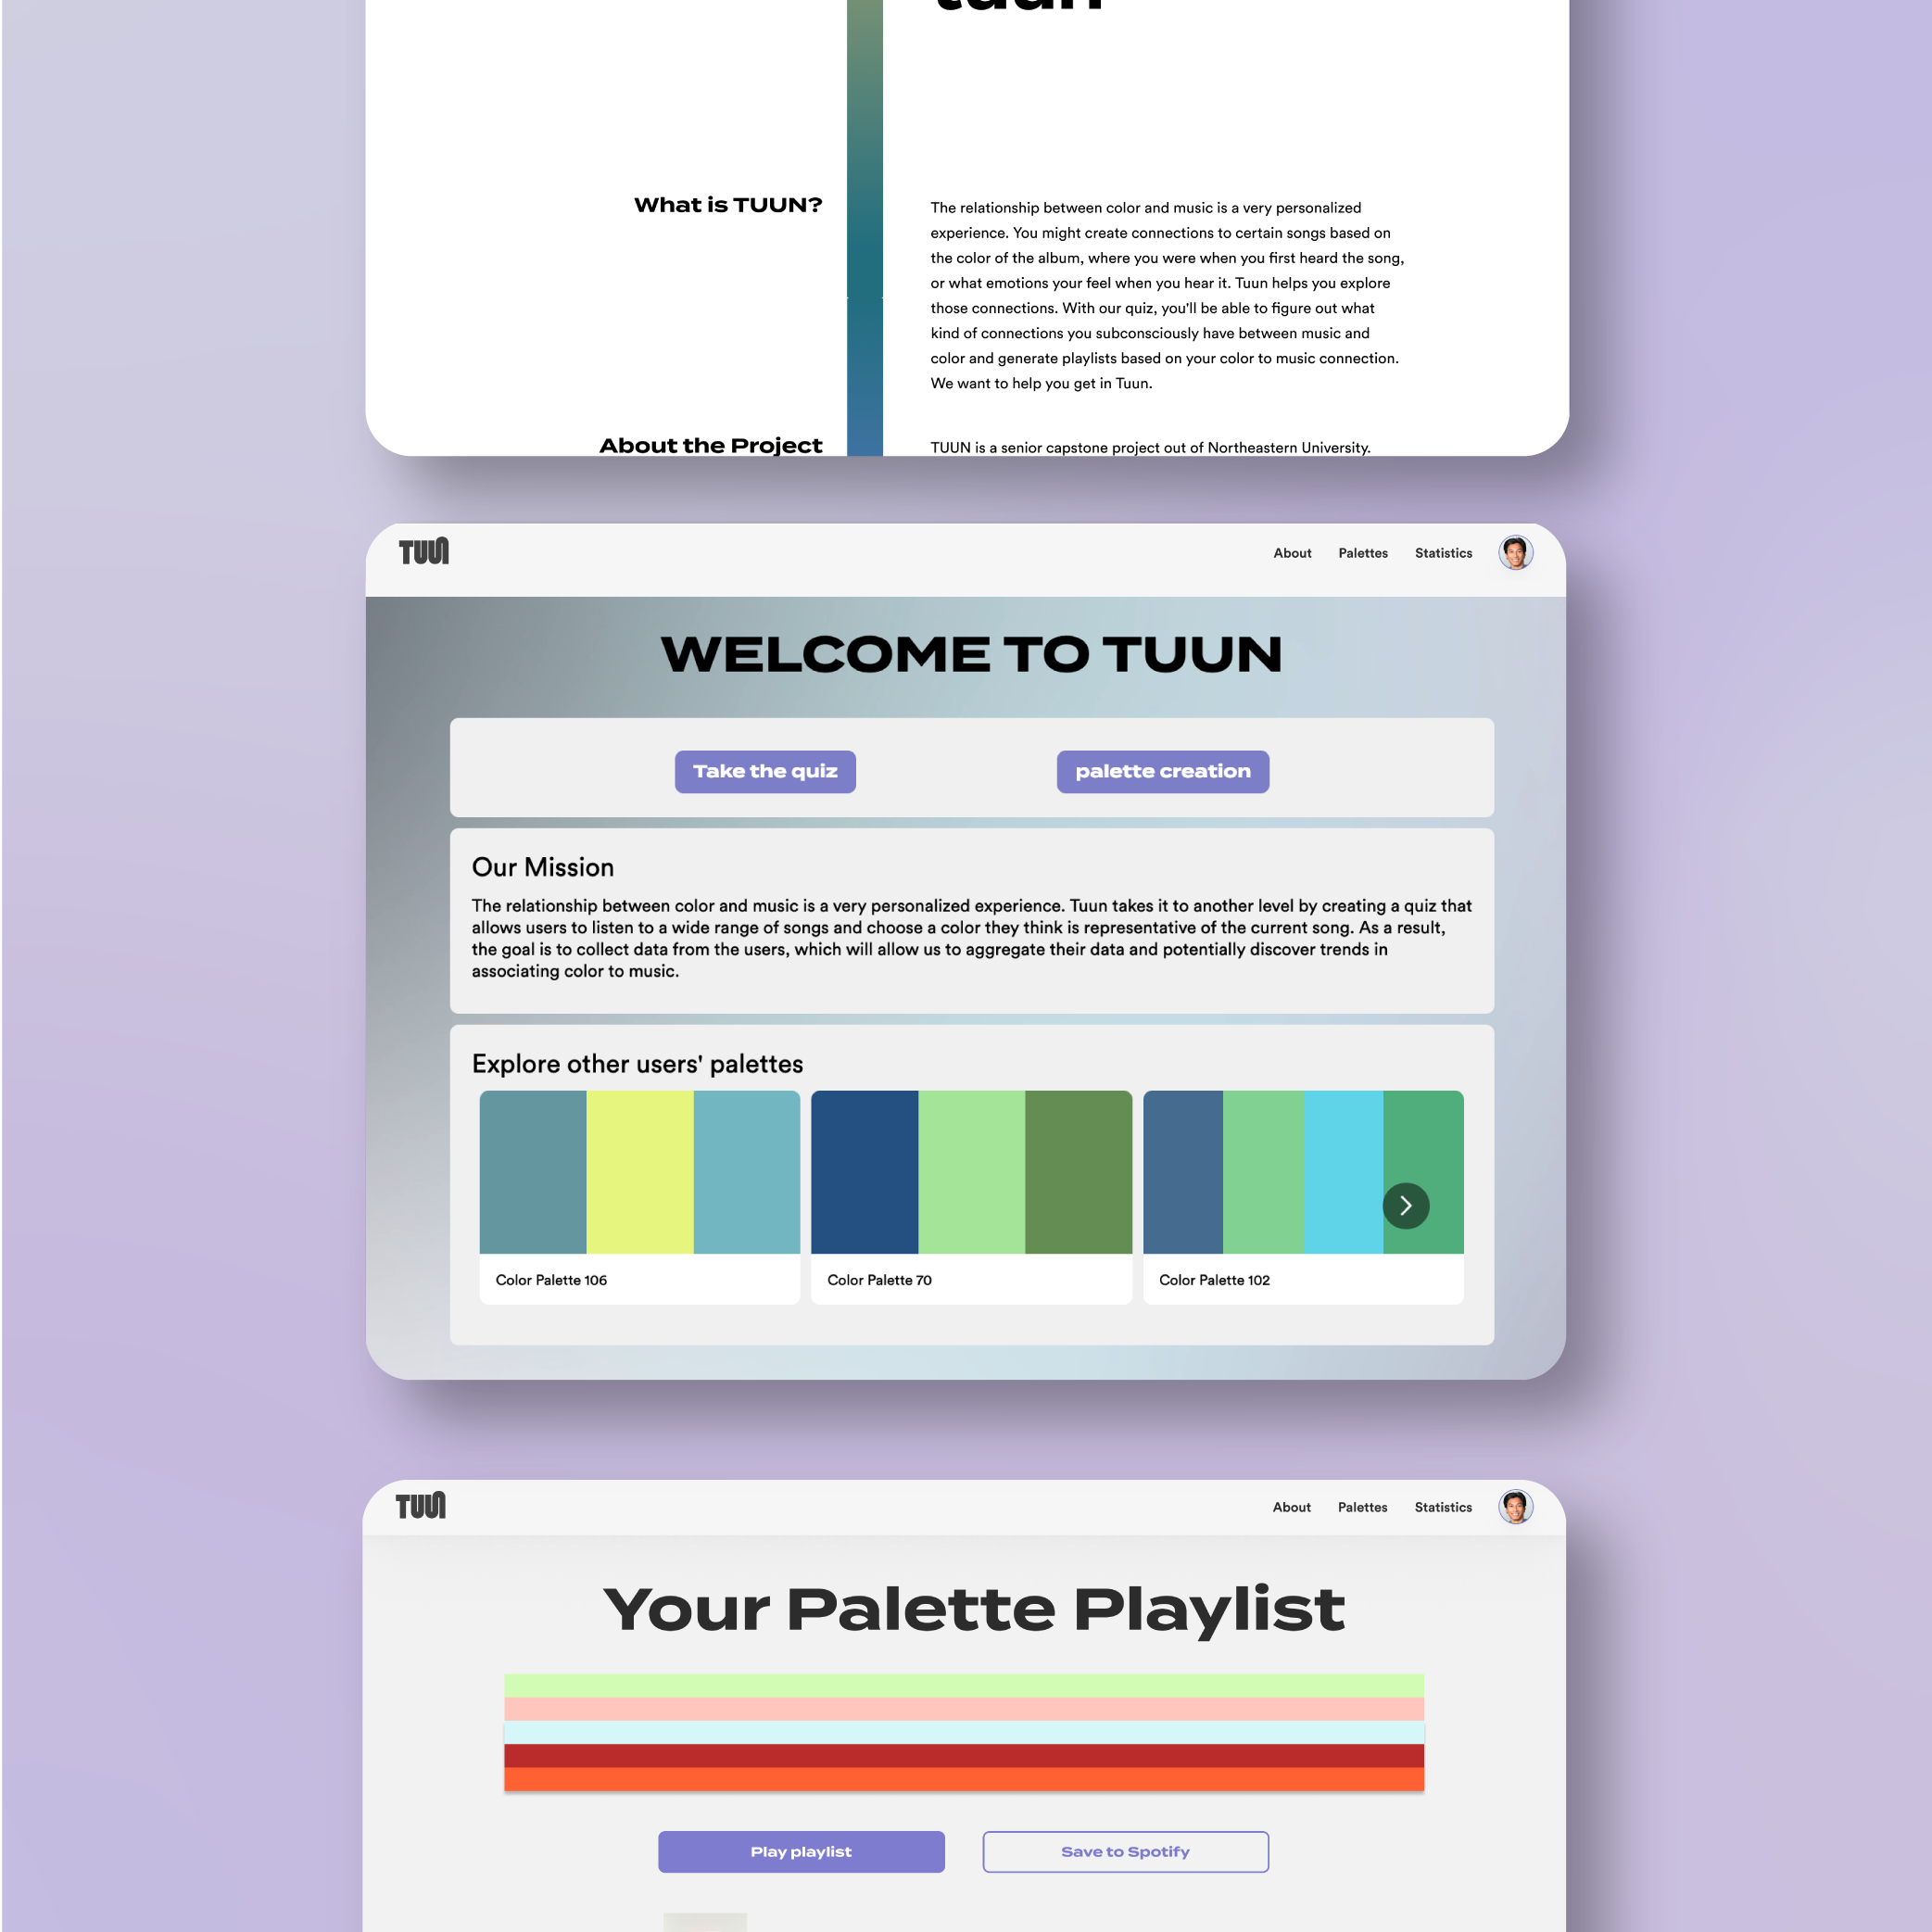 tuun
What is TUUN?
The relationship between color and music is a very personalized
experience. You might create connections to certain songs based on
the color of the album, where you were when you first heard the song,
or what emotions your feel when you hear it. Tuun helps you explore
those connections. With our quiz, you'll be able to figure out what
kind of connections you subconsciously have between music and
color and generate playlists based on your color to music connection.
We want to help you get in Tuun.
About the Project
TUUN is a senior capstone project out of Northeastern University.
TUUN
About Palettes Statistics
WELCOME TO TUUN
Take the quiz
palette creation
Our Mission
The relationship between color and music is a very personalized experience. Tuun takes it to another level by creating a quiz that
allows users to listen to a wide range of songs and choose a color they think is representative of the current song. As a result,
the goal is to collect data from the users, which will allow us to aggregate their data and potentially discover trends in
associating color to music.
Explore other users' palettes
Color Palette 106
Color Palette 70
Color Palette 102
TUUN
About Palettes Statistics
Your Palette Playlist
Play playlist
Save to Spotify